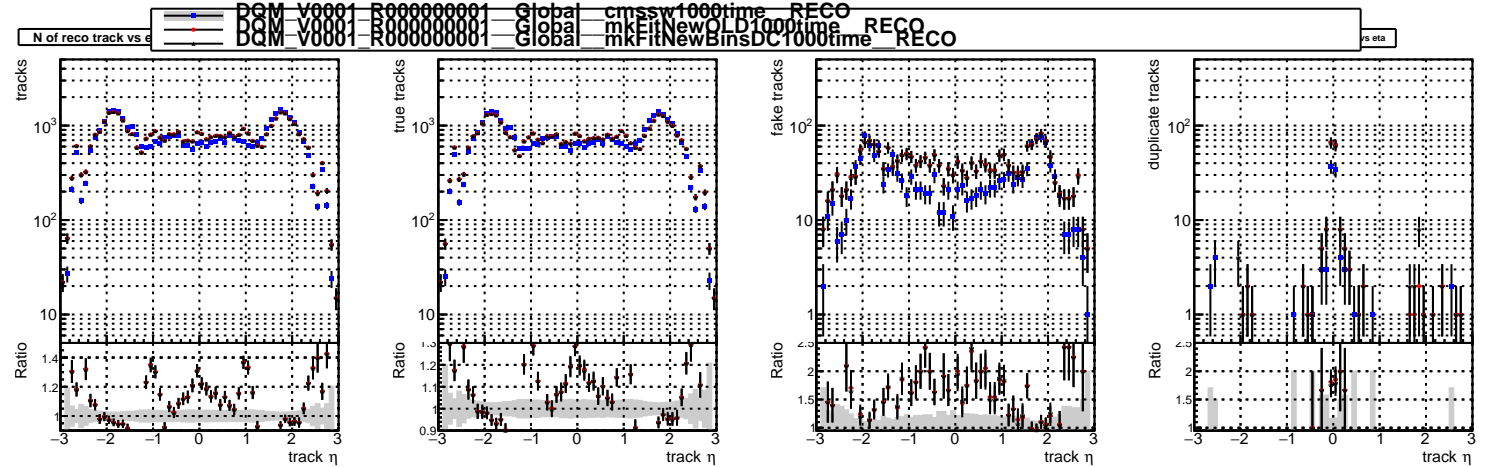 DQM_V0001_R000000001__Global__cmssw1000time__RECO
DQM_V0001_R000000001__Global__mkFitNewOLD1000time__RECO
DQM_V0001_R000000001__Global__mkFitNewBinsDC1000time__RECO
N of reco track vs e
vs eta
tracks
10³
10²
10
Ratio
1.4
1.2
1
−3 −2 −1 0 1 2 3
track η
true tracks
10³
10²
10
Ratio
1.3
1.2
1.1
1
0.9
−3 −2 −1 0 1 2 3
track η
fake tracks
10²
10
1
Ratio
2.5
2
1.5
1
−3 −2 −1 0 1 2 3
track η
duplicate tracks
10²
10
1
Ratio
2.5
2
1.5
1
−3 −2 −1 0 1 2 3
track η